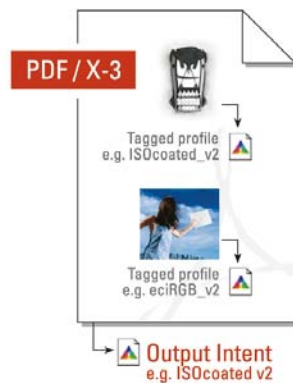 PDF / X-3
Tagged profile
e.g. ISOcoated_v2
Tagged profile
e.g. eciRGB_v2
Output Intent
e.g. ISOcoated v2